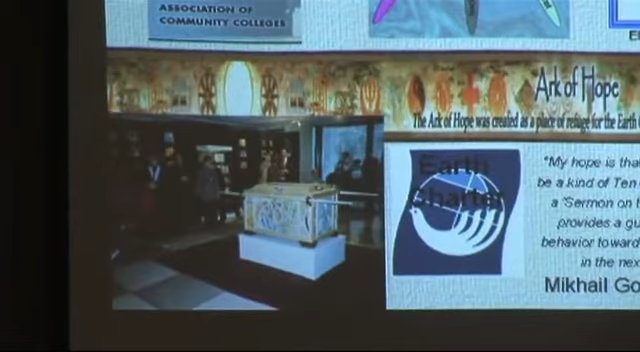 ASSOCIATION OF
COMMUNITY COLLEGES
Ark of Hope
The Ark of Hope was created as a place of refuge for the Earth
Earth
Charter
"My hope is tha
be a kind of Ten
a 'Sermon on t
provides a gu
behavior toward
in the nex
Mikhail Go